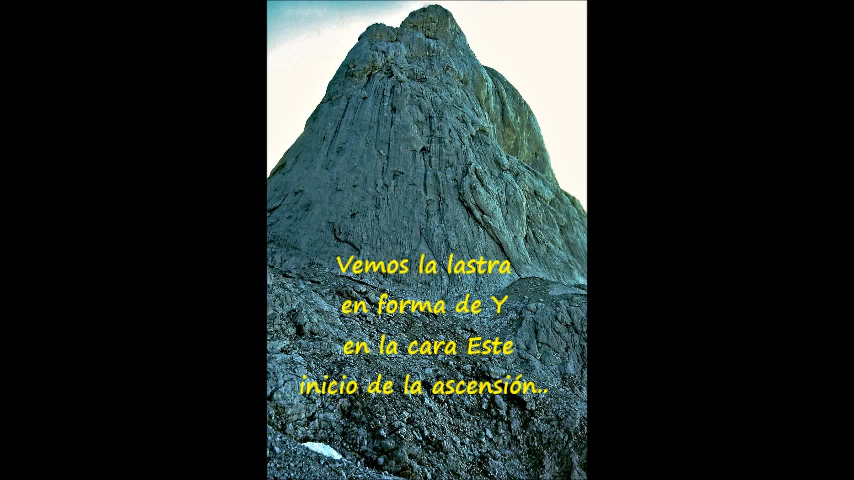 Vemos la lastra
en forma de Y
en la cara Este
inicio de la ascensión..